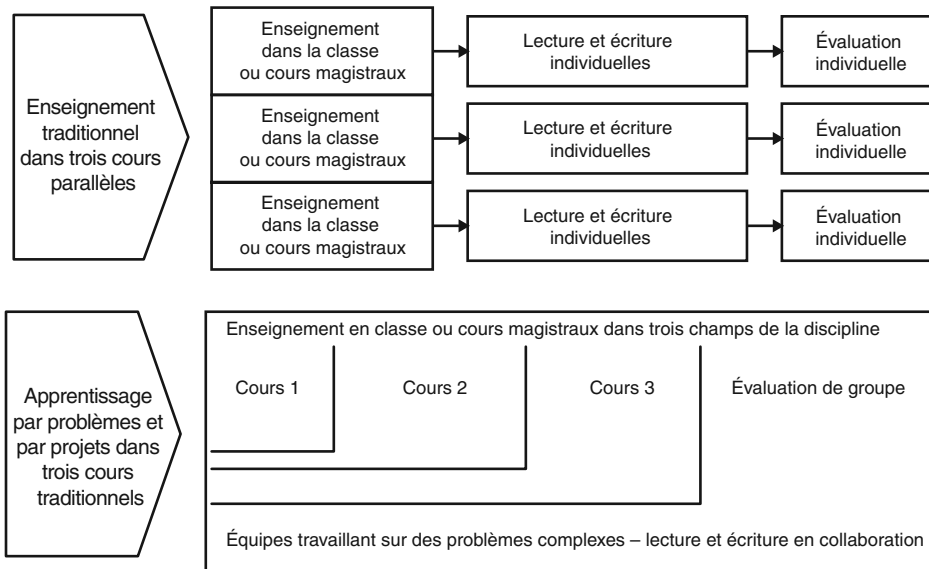 Enseignement
traditionnel
dans trois cours
parallèles
Enseignement
dans la classe
ou cours magistraux
Lecture et écriture
individuelles
Évaluation
individuelle
Enseignement
dans la classe
ou cours magistraux
Lecture et écriture
individuelles
Évaluation
individuelle
Enseignement
dans la classe
ou cours magistraux
Lecture et écriture
individuelles
Évaluation
individuelle
Apprentissage
par problèmes et
par projets dans
trois cours
traditionnels
Enseignement en classe ou cours magistraux dans trois champs de la discipline
Cours 1
Cours 2
Cours 3
Évaluation de groupe
Équipes travaillant sur des problèmes complexes – lecture et écriture en collaboration